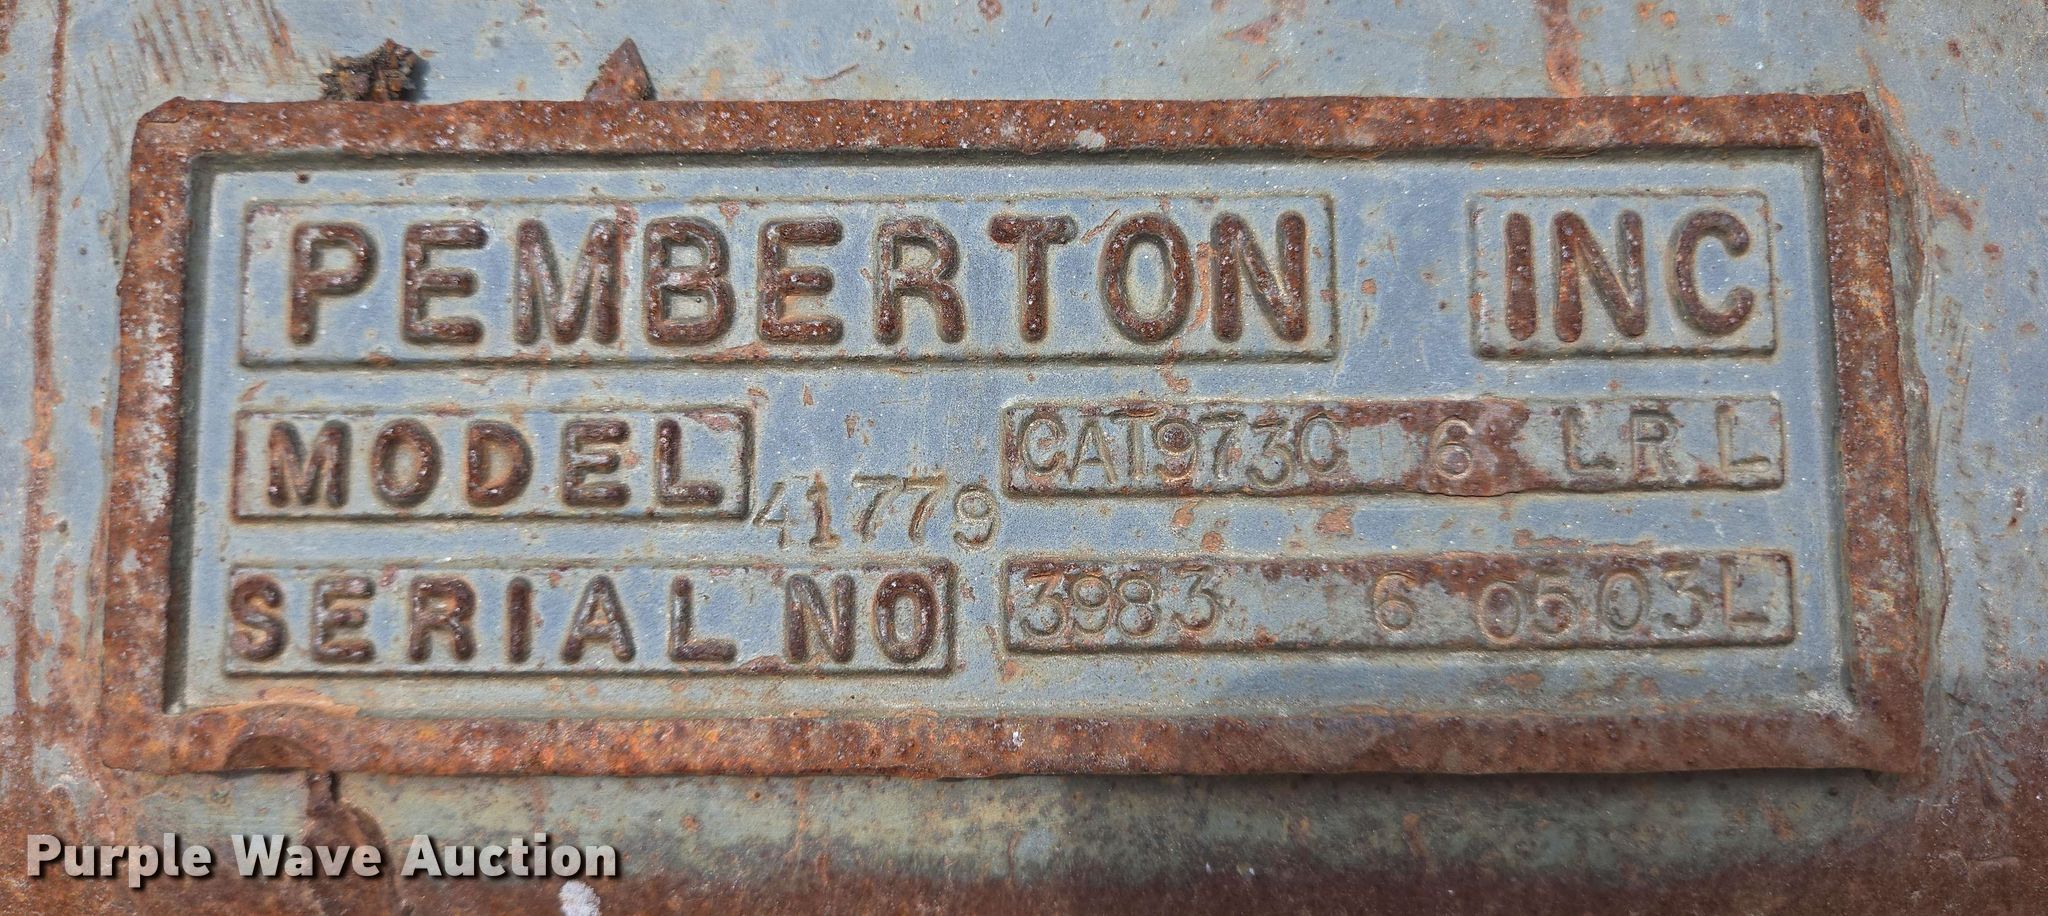 PEMBERTON INC
MODEL CAT973C 6 LRL
41779
SERIAL NO 3983 6 0503L
Purple Wave Auction